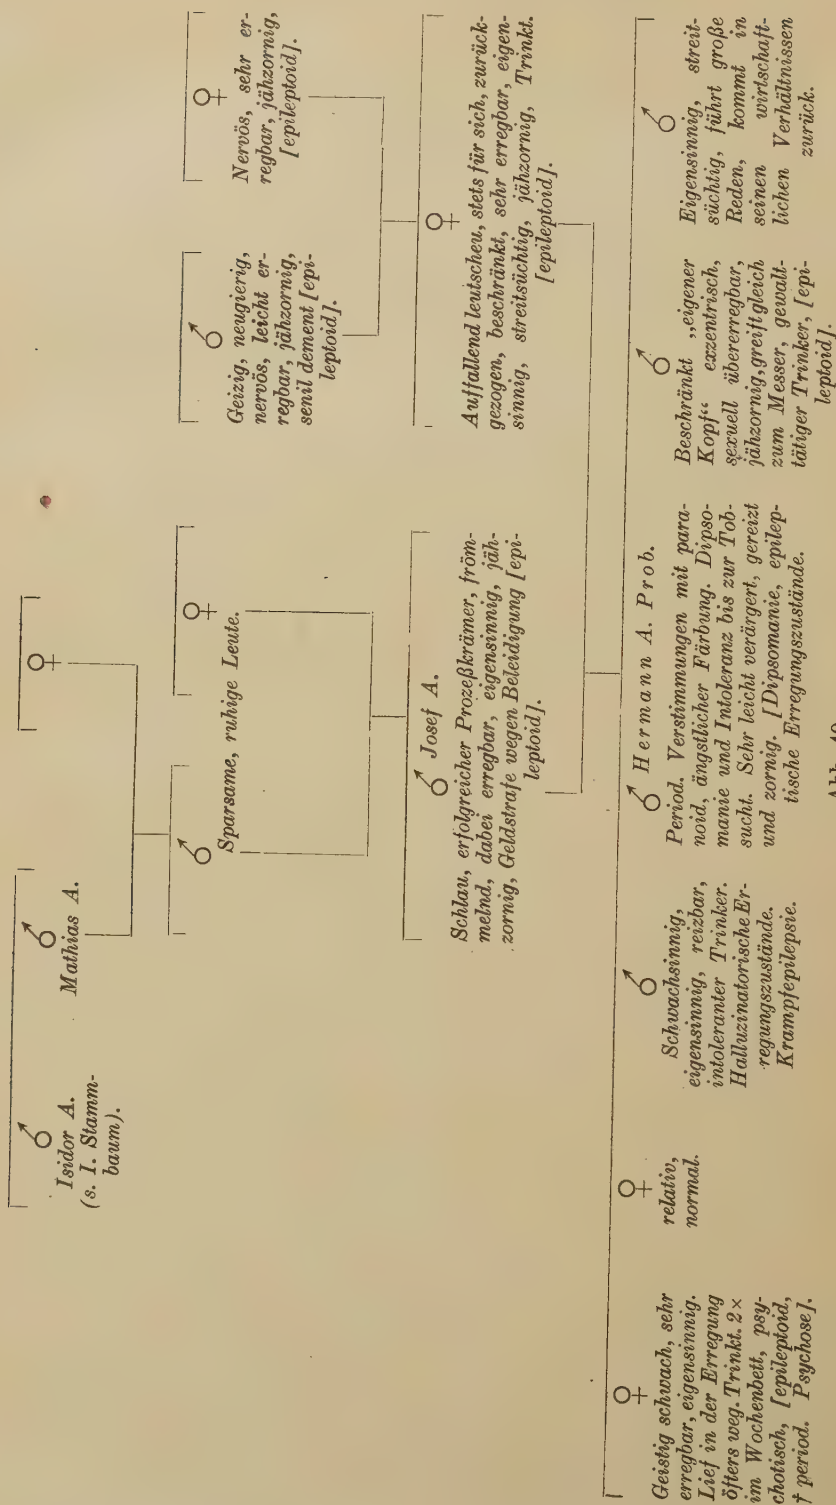 Isidor A.
(s. I. Stamm-
baum).
Mathias A.
Sparsame, ruhige Leute.
Geizig, neugierig,
nervös, leicht er-
regbar, jähzornig,
senil dement [epi-
leptoid].
Nervös, sehr er-
regbar, jähzornig,
[epileptoid].
Josef A.
Schlau, erfolgreicher Prozeßkrämer, fröm-
melnd, dabei erregbar, eigensinnig, jäh-
zornig, Geldstrafe wegen Beleidigung [epi-
leptoid].
Auffallend leutscheu, stets für sich, zurück-
gezogen, beschränkt, sehr erregbar, eigen-
sinnig, streitsüchtig, jähzornig, Trinkt.
[epileptoid].
Geistig schwach, sehr
erregbar, eigensinnig.
Lief in der Erregung
öfters weg. Trinkt. 2×
im Wochenbett, psy-
chotisch, [epileptoid,
† period. Psychose].
relativ,
normal.
Schwachsinnig,
eigensinnig, reizbar,
intoleranter Trinker.
Halluzinatorische Er-
regungszustände.
Krampfepilepsie.
Hermann A. Prob.
Period. Verstimmungen mit para-
noid, ängstlicher Färbung. Dipso-
manie und Intoleranz bis zur Tob-
sucht. Sehr leicht verärgert, gereizt
und zornig. [Dipsomanie, epilep-
tische Erregungszustände.
Beschränkt „eigener
Kopf“ exzentrisch,
sexuell übererregbar,
jähzornig, greift gleich
zum Messer, gewalt-
tätiger Trinker, [epi-
leptoid].
Eigensinnig, streit-
süchtig, führt große
Reden, kommt in
seinen wirtschaft-
lichen Verhältnissen
zurück.